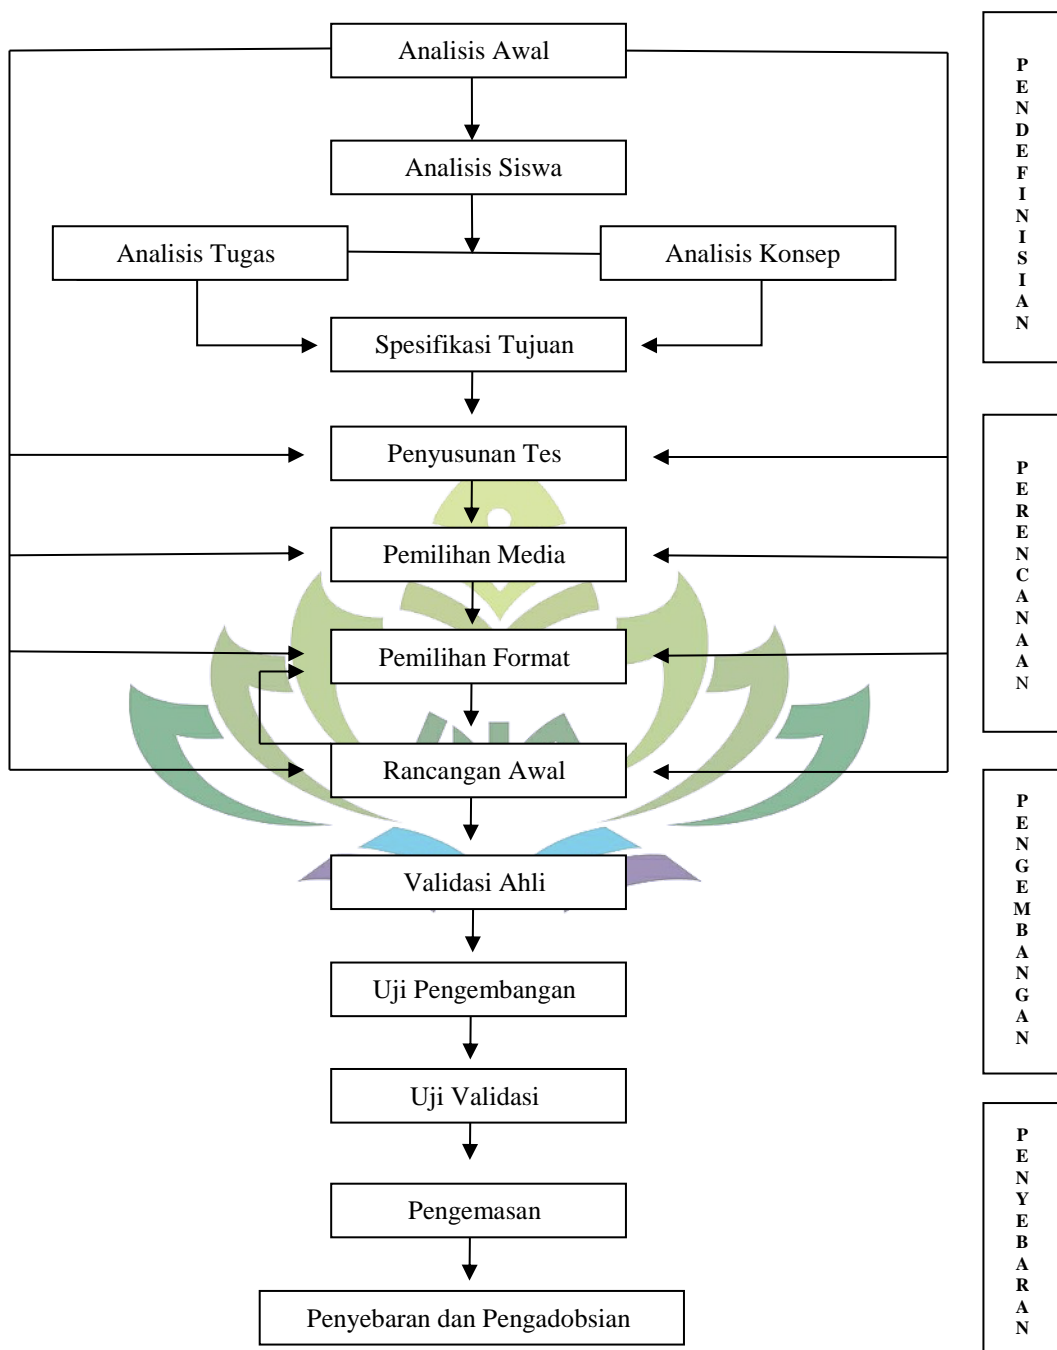 Analisis Awal
Analisis Siswa
Analisis Tugas
Analisis Konsep
Spesifikasi Tujuan
Penyusunan Tes
Pemilihan Media
Pemilihan Format
Rancangan Awal
Validasi Ahli
Uji Pengembangan
Uji Validasi
Pengemasan
Penyebaran dan Pengadobsian
PENDEFINISIAN
PERENCANAAN
PENGEMBANGAN
PENYEBARAN